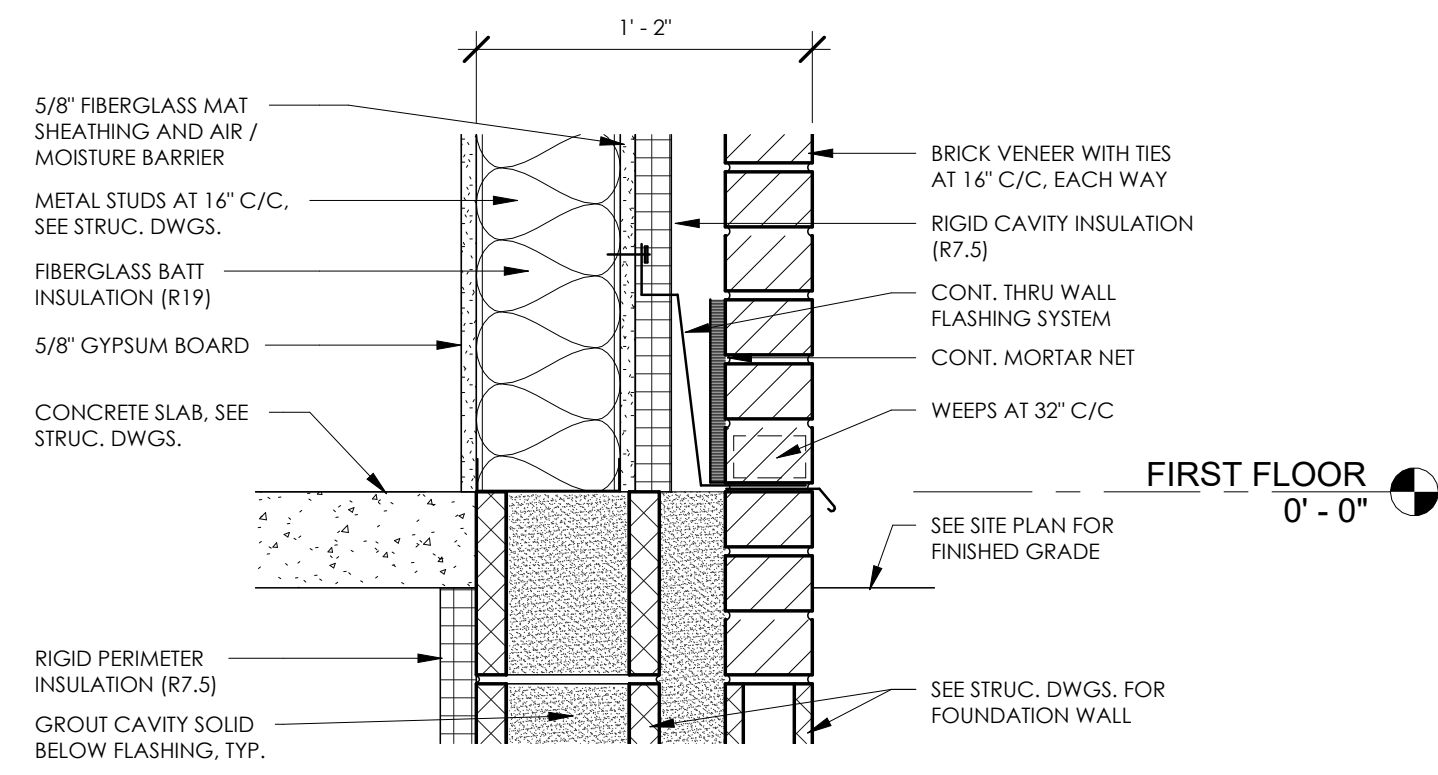 1' - 2"
5/8" FIBERGLASS MAT
SHEATHING AND AIR /
MOISTURE BARRIER
METAL STUDS AT 16" C/C,
SEE STRUC. DWGS.
FIBERGLASS BATT
INSULATION (R19)
5/8" GYPSUM BOARD
CONCRETE SLAB, SEE
STRUC. DWGS.
RIGID PERIMETER
INSULATION (R7.5)
GROUT CAVITY SOLID
BELOW FLASHING, TYP.
BRICK VENEER WITH TIES
AT 16" C/C, EACH WAY
RIGID CAVITY INSULATION
(R7.5)
CONT. THRU WALL
FLASHING SYSTEM
CONT. MORTAR NET
WEEPS AT 32" C/C
FIRST FLOOR
0' - 0"
SEE SITE PLAN FOR
FINISHED GRADE
SEE STRUC. DWGS. FOR
FOUNDATION WALL